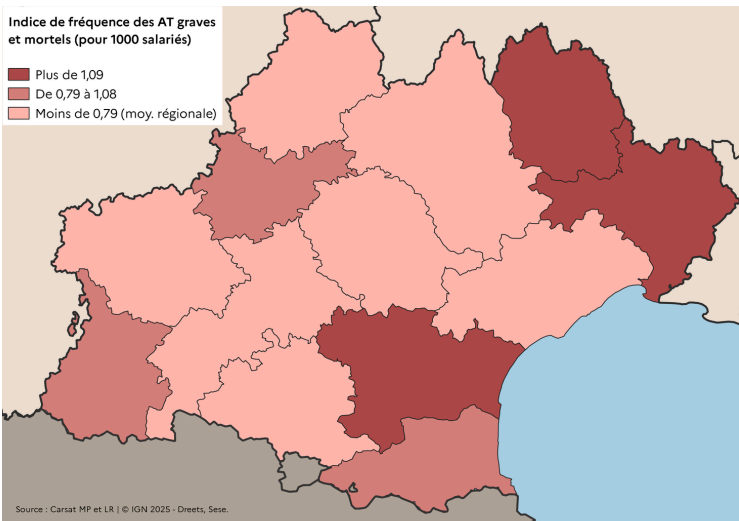 Indice de fréquence des AT graves
et mortels (pour 1000 salariés)
Plus de 1,09
De 0,79 à 1,08
Moins de 0,79 (moy. régionale)
Source : Carsat MP et LR | © IGN 2025 - Dreets, Sese.